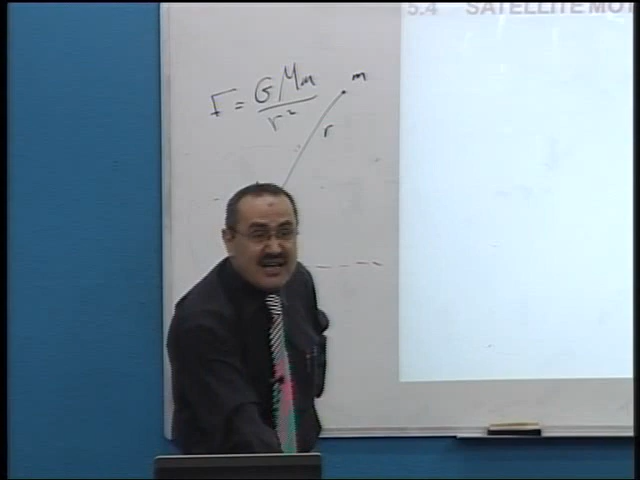 5.4 SATELLITE MOT
m
F = GMm
r²
r